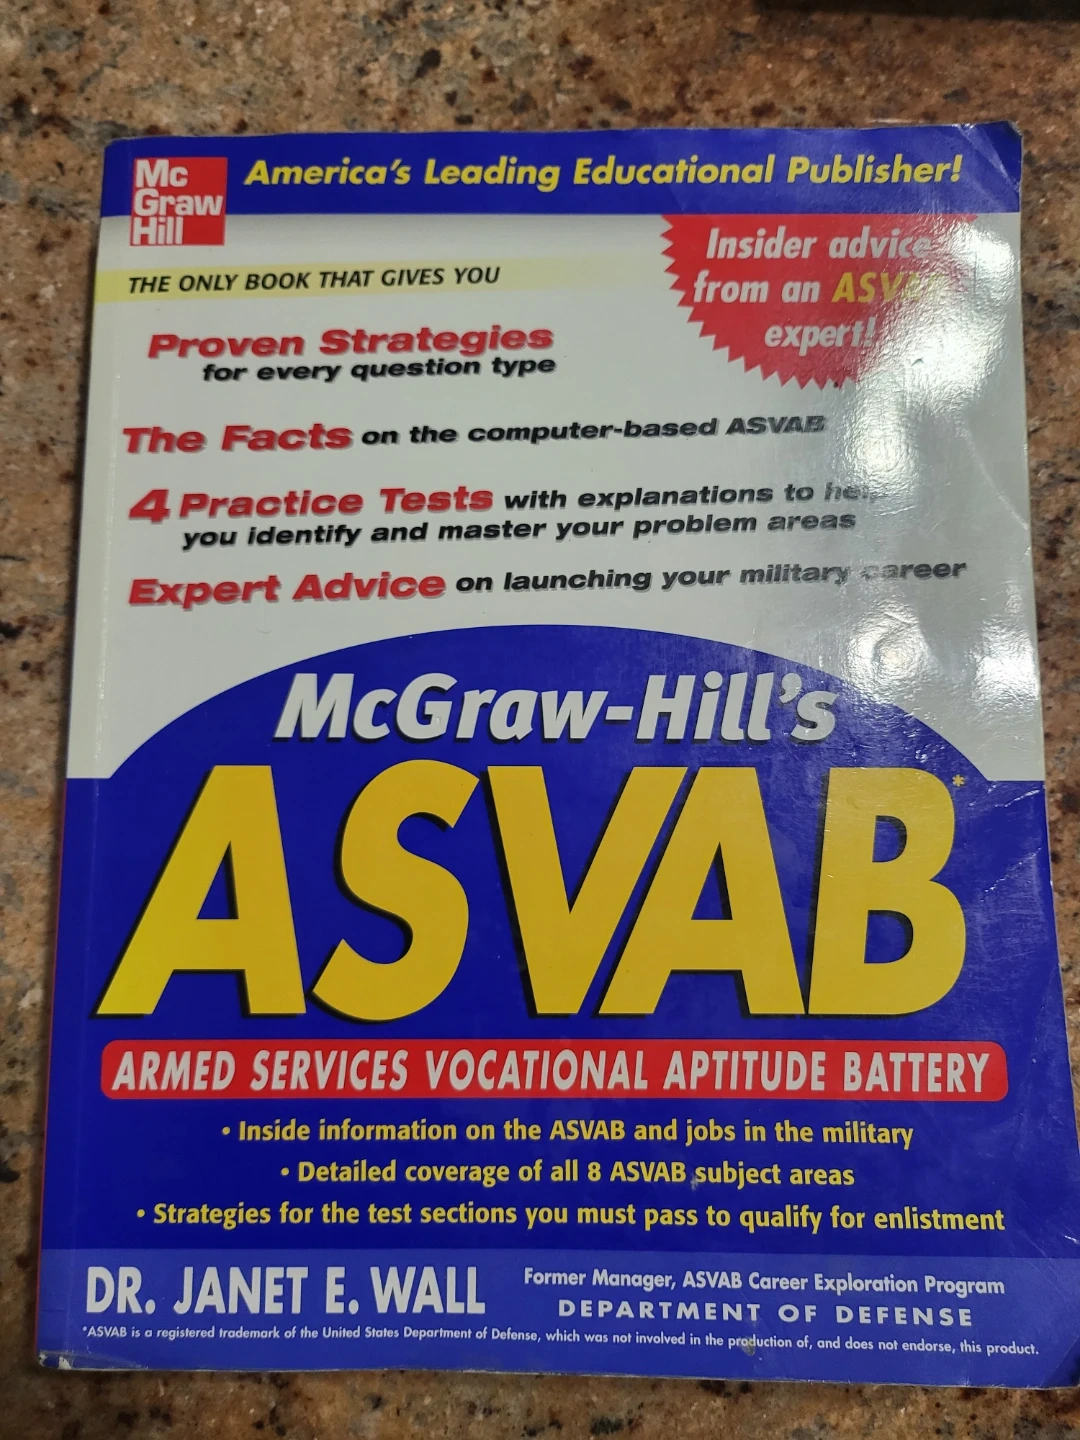 Mc
Graw
Hill
America's Leading Educational Publisher!
THE ONLY BOOK THAT GIVES YOU
Insider advice
from an ASVAB
expert!
Proven Strategies
for every question type
The Facts on the computer-based ASVAB
4 Practice Tests with explanations to help
you identify and master your problem areas
Expert Advice on launching your military career
McGraw-Hill's
ASVAB*
ARMED SERVICES VOCATIONAL APTITUDE BATTERY
• Inside information on the ASVAB and jobs in the military
• Detailed coverage of all 8 ASVAB subject areas
• Strategies for the test sections you must pass to qualify for enlistment
DR. JANET E. WALL
Former Manager, ASVAB Career Exploration Program
DEPARTMENT OF DEFENSE
*ASVAB is a registered trademark of the United States Department of Defense, which was not involved in the production of, and does not endorse, this product.